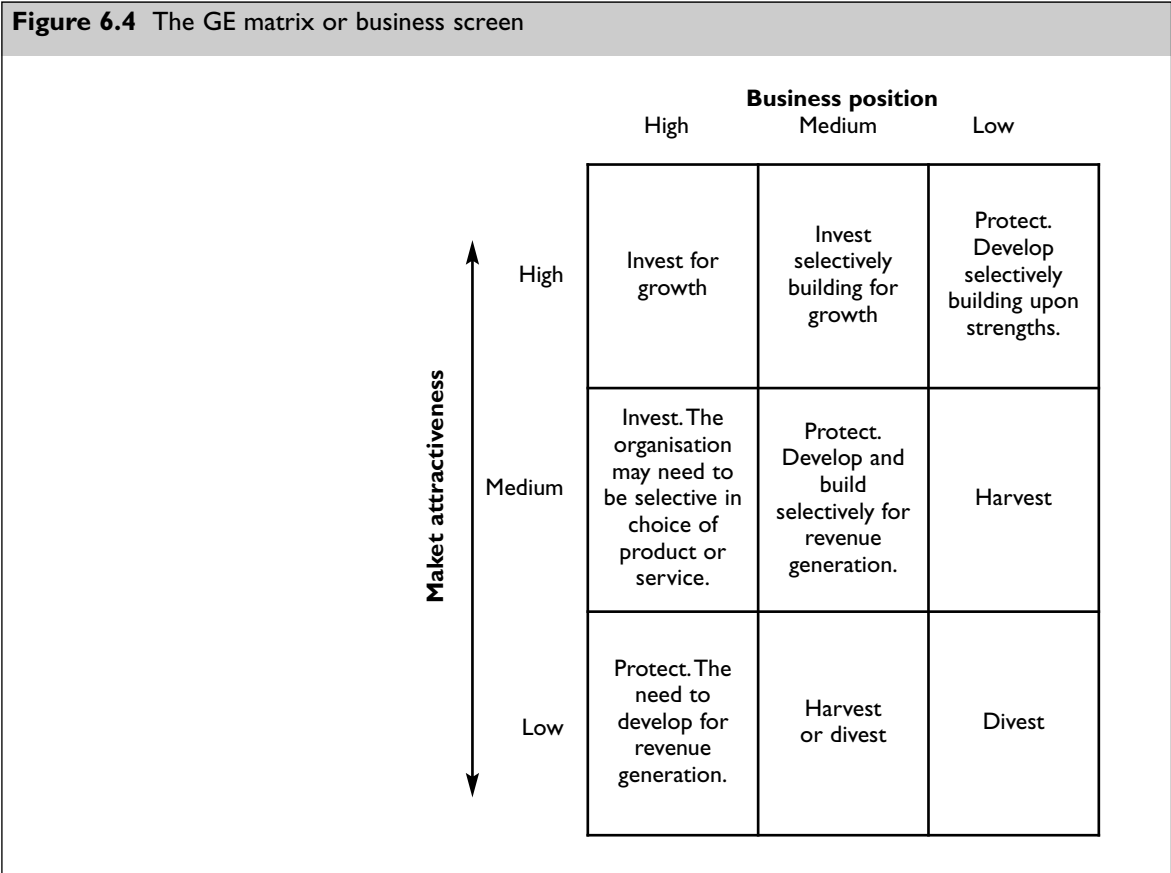 Figure 6.4 The GE matrix or business screen
Business position
High Medium Low
High
Invest for
growth
Invest
selectively
building for
growth
Protect.
Develop
selectively
building upon
strengths.
Maket attractiveness
Medium
Invest. The
organisation
may need to
be selective in
choice of
product or
service.
Protect.
Develop and
build
selectively for
revenue
generation.
Harvest
Low
Protect. The
need to
develop for
revenue
generation.
Harvest
or divest
Divest